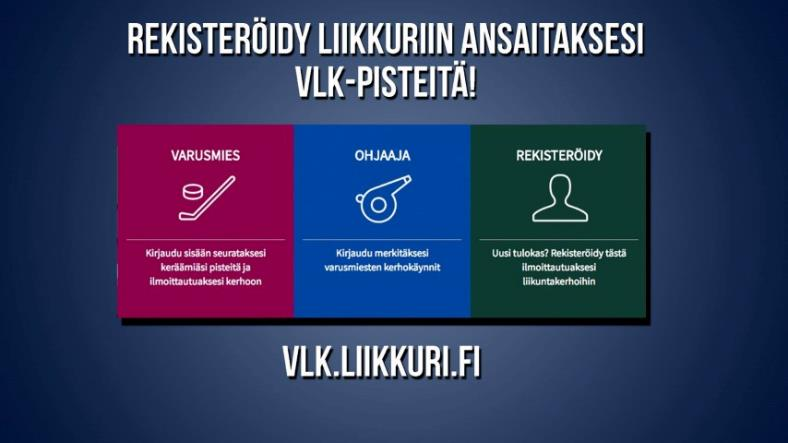 REKISTERÖIDY LIIKKURIIN ANSAITAKSESI
VLK-PISTEITÄ!
VARUSMIES
Kirjaudu sisään seurataksesi
keräämiäsi pisteitä ja
ilmoittautuaksesi kerhoon
OHJAAJA
Kirjaudu merkitäksesi
varusmiesten kerhokäynnit
REKISTERÖIDY
Uusi tulokas? Rekisteröidy tästä
ilmoittautuaksesi
liikuntakerhoihin
VLK.LIIKKURI.FI